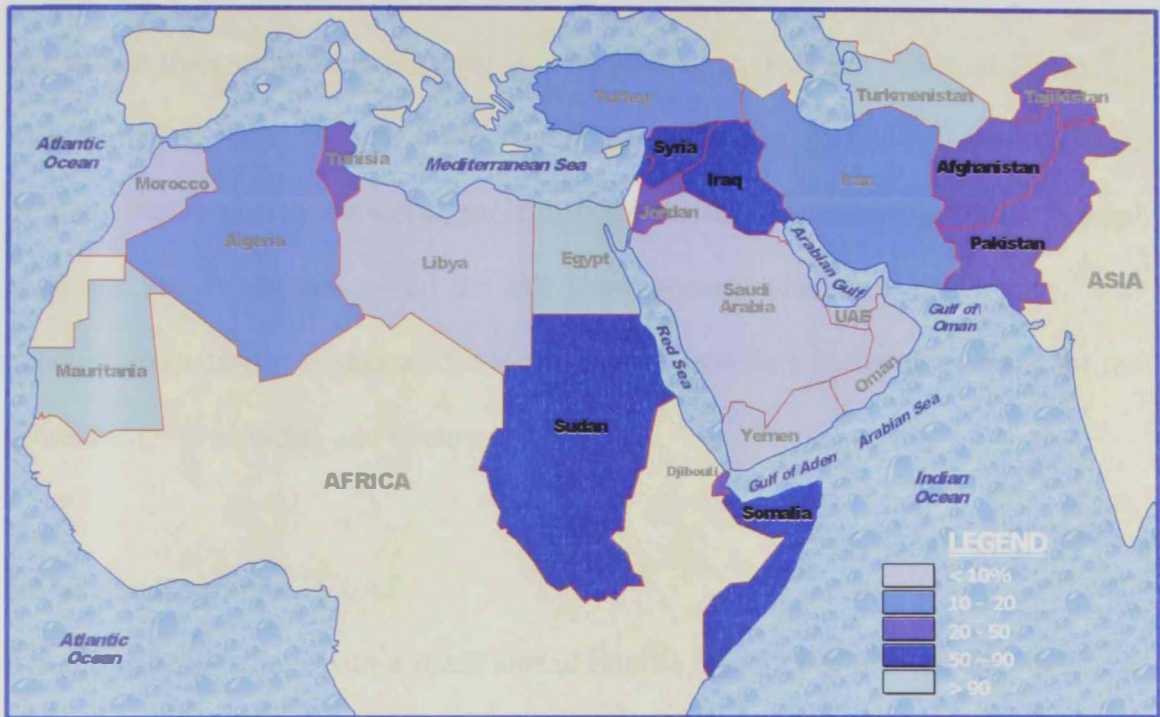 Atlantic
Ocean
Morocco
Algeria
Tunisia
Mediterranean Sea
Turkey
Syria
Iraq
Jordan
Iran
Turkmenistan
Tajikistan
Afghanistan
Pakistan
ASIA
Libya
Egypt
Saudi
Arabia
Arabian Gulf
UAE
Oman
Gulf of
Oman
Red Sea
Mauritania
Sudan
Yemen
Arabian Sea
AFRICA
Djibouti
Gulf of Aden
Somalia
Indian
Ocean
Atlantic
Ocean
LEGEND
<10%
10 - 20
20 - 50
50 - 90
> 90